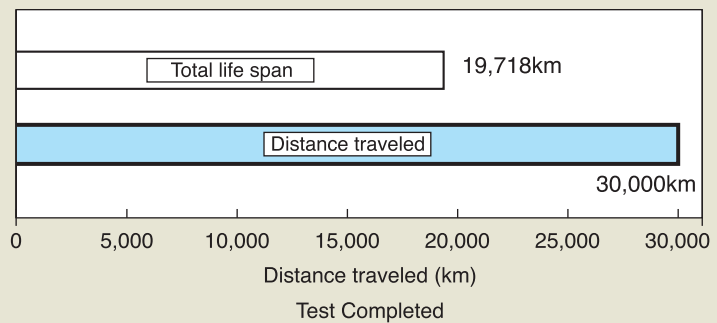 Total life span
19,718km
Distance traveled
30,000km
0 5,000 10,000 15,000 20,000 25,000 30,000
Distance traveled (km)
Test Completed